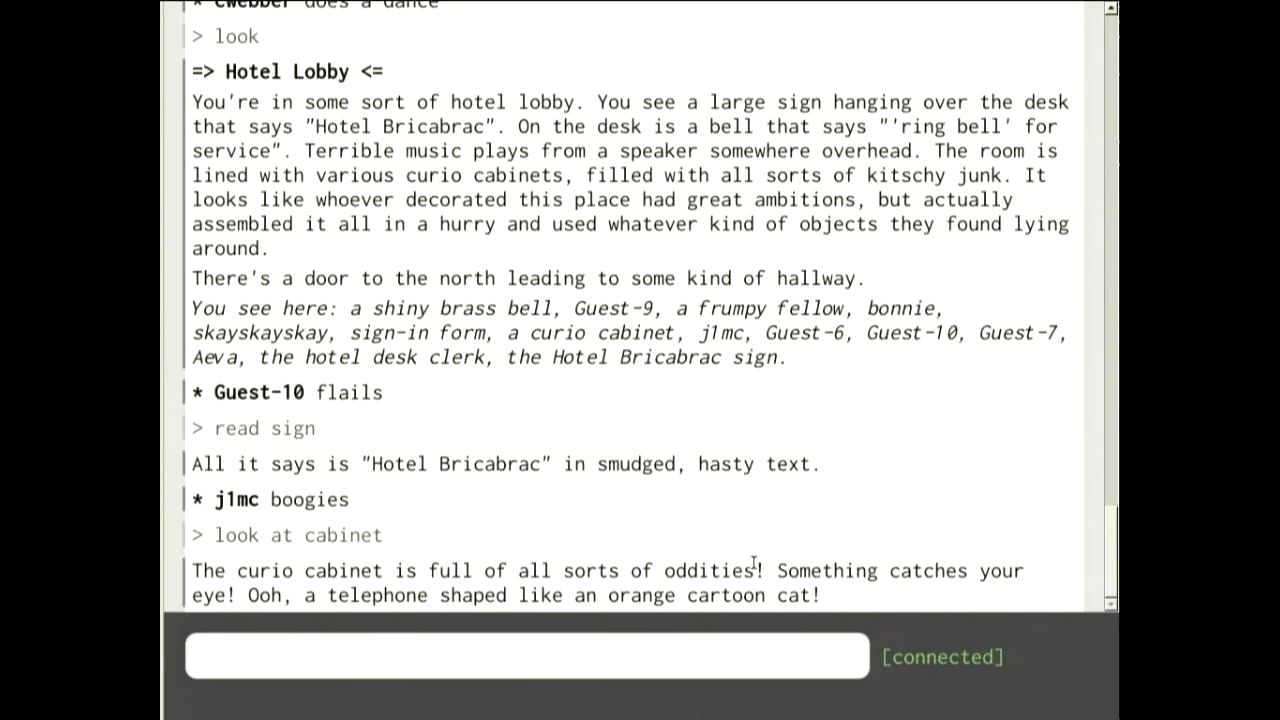 * cwebber does a dance
> look
=> Hotel Lobby <=
You're in some sort of hotel lobby. You see a large sign hanging over the desk
that says "Hotel Bricabrac". On the desk is a bell that says "'ring bell' for
service". Terrible music plays from a speaker somewhere overhead. The room is
lined with various curio cabinets, filled with all sorts of kitschy junk. It
looks like whoever decorated this place had great ambitions, but actually
assembled it all in a hurry and used whatever kind of objects they found lying
around.
There's a door to the north leading to some kind of hallway.
You see here: a shiny brass bell, Guest-9, a frumpy fellow, bonnie,
skayskayskay, sign-in form, a curio cabinet, j1mc, Guest-6, Guest-10, Guest-7,
Aeva, the hotel desk clerk, the Hotel Bricabrac sign.
* Guest-10 flails
> read sign
All it says is "Hotel Bricabrac" in smudged, hasty text.
* j1mc boogies
> look at cabinet
The curio cabinet is full of all sorts of oddities! Something catches your
eye! Ooh, a telephone shaped like an orange cartoon cat!
[connected]